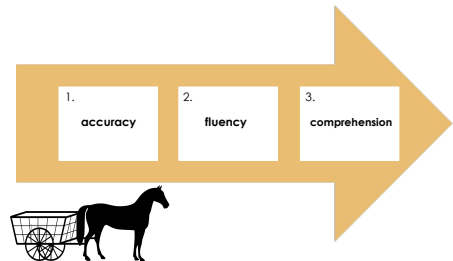 1.
accuracy
2.
fluency
3.
comprehension